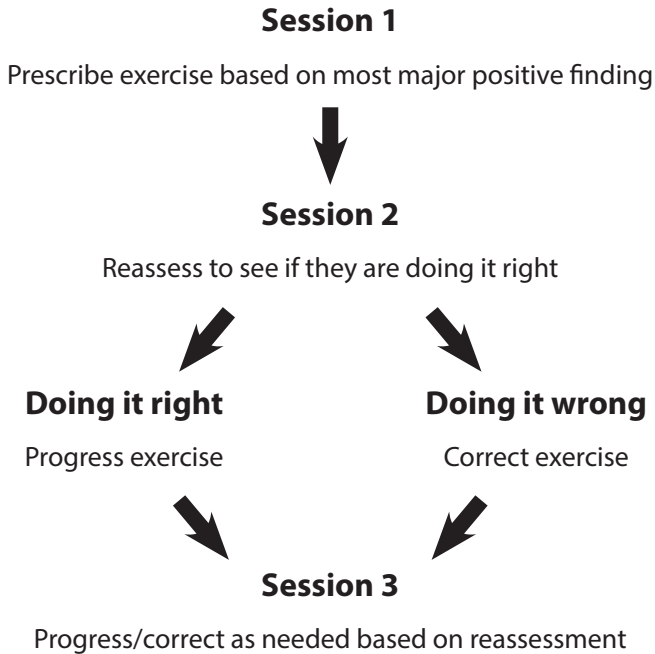 Session 1
Prescribe exercise based on most major positive finding
Session 2
Reassess to see if they are doing it right
Doing it right
Progress exercise
Doing it wrong
Correct exercise
Session 3
Progress/correct as needed based on reassessment